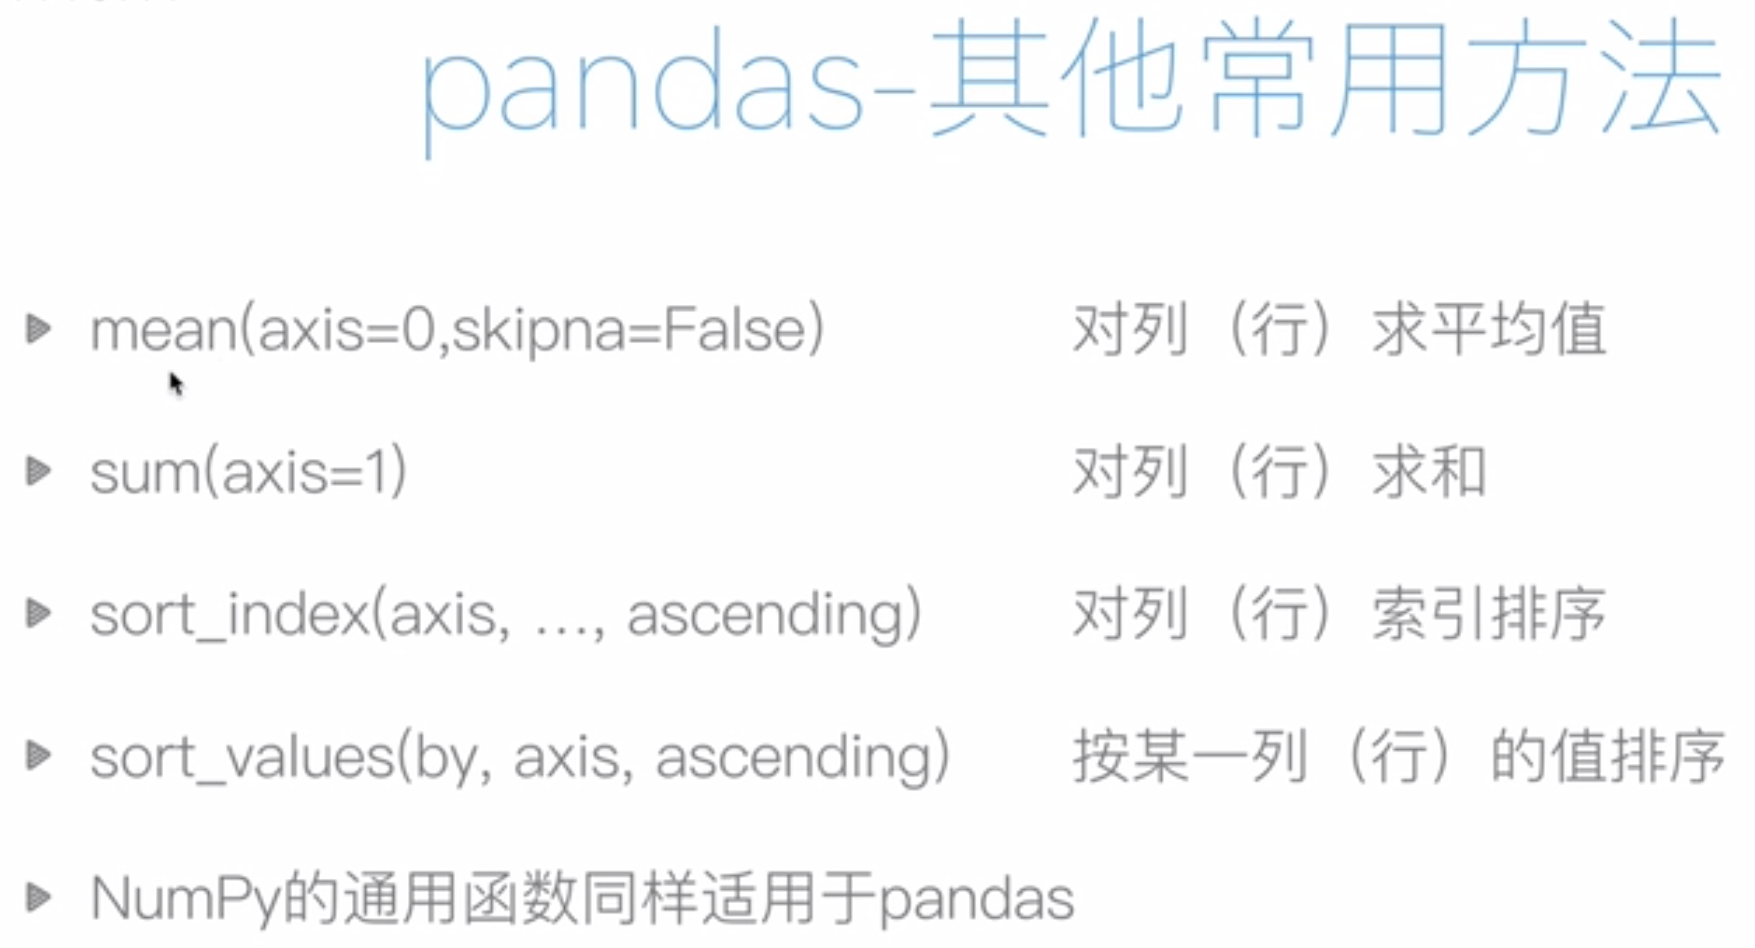 pandas-其他常用方法
mean(axis=0,skipna=False) 对列（行）求平均值
sum(axis=1) 对列（行）求和
sort_index(axis, …, ascending) 对列（行）索引排序
sort_values(by, axis, ascending) 按某一列（行）的值排序
NumPy的通用函数同样适用于pandas